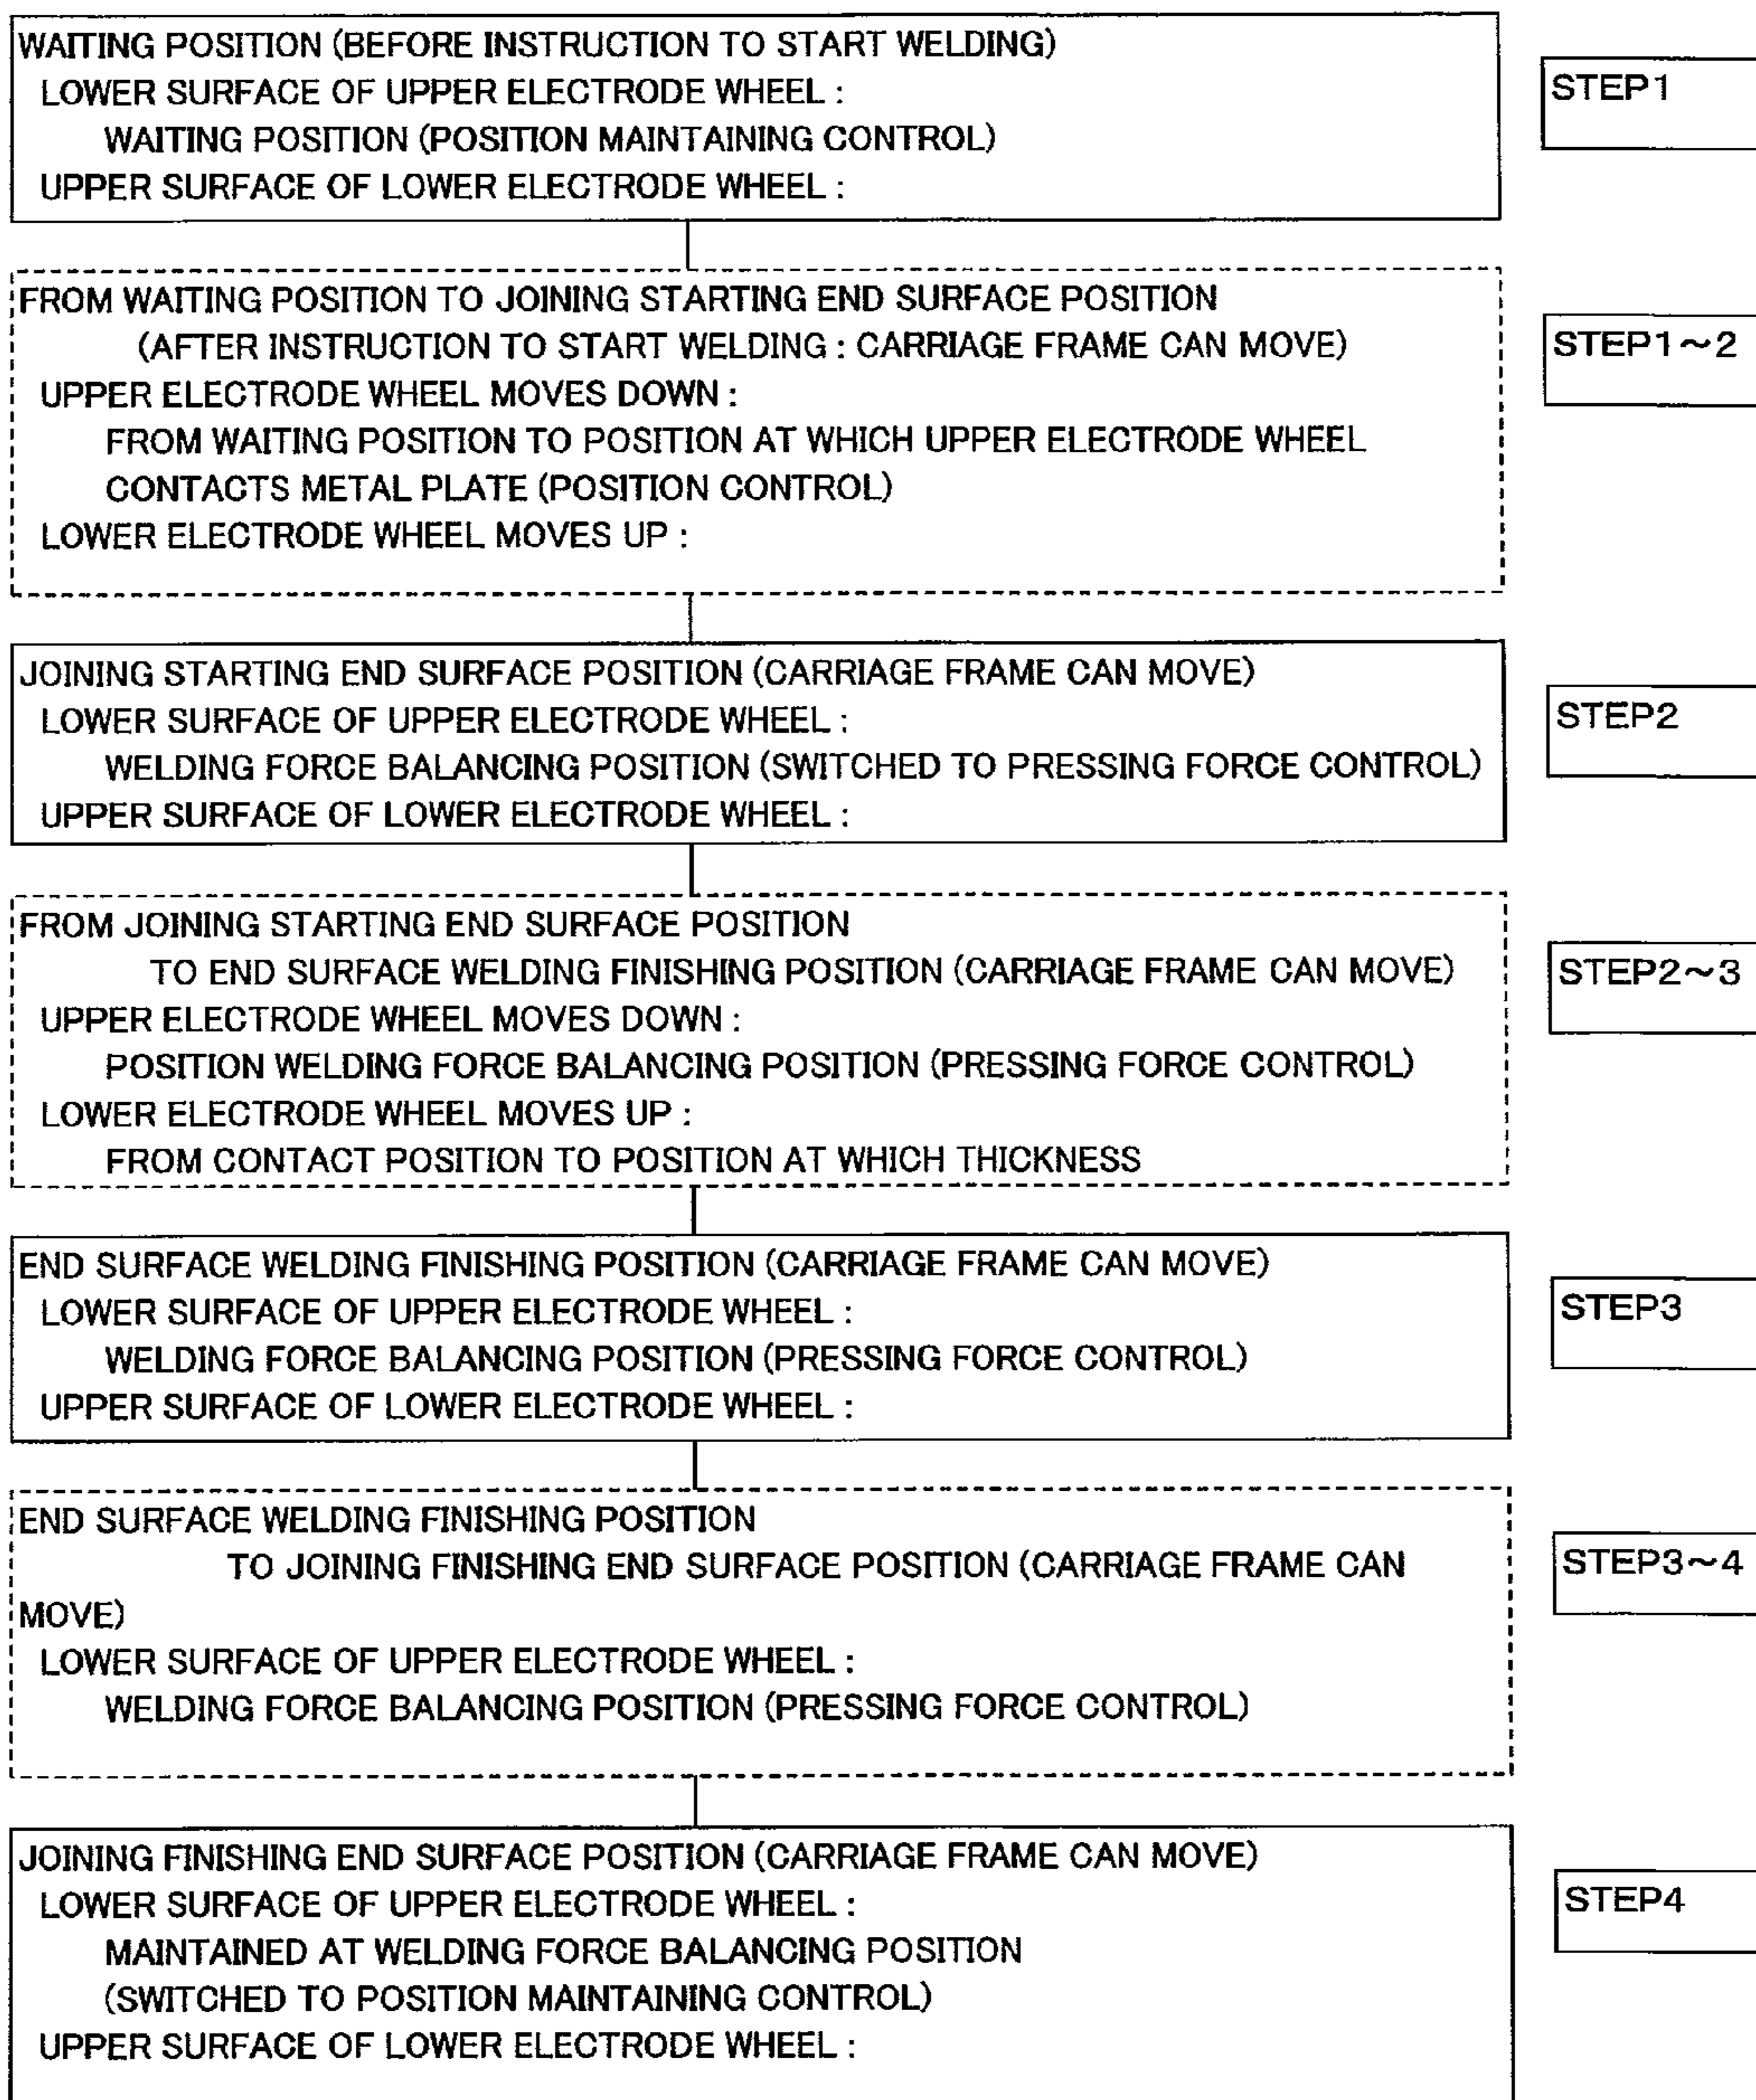 WAITING POSITION (BEFORE INSTRUCTION TO START WELDING)
LOWER SURFACE OF UPPER ELECTRODE WHEEL :
WAITING POSITION (POSITION MAINTAINING CONTROL)
UPPER SURFACE OF LOWER ELECTRODE WHEEL :
STEP1
FROM WAITING POSITION TO JOINING STARTING END SURFACE POSITION
(AFTER INSTRUCTION TO START WELDING : CARRIAGE FRAME CAN MOVE)
UPPER ELECTRODE WHEEL MOVES DOWN :
FROM WAITING POSITION TO POSITION AT WHICH UPPER ELECTRODE WHEEL
CONTACTS METAL PLATE (POSITION CONTROL)
LOWER ELECTRODE WHEEL MOVES UP :
STEP1~2
JOINING STARTING END SURFACE POSITION (CARRIAGE FRAME CAN MOVE)
LOWER SURFACE OF UPPER ELECTRODE WHEEL :
WELDING FORCE BALANCING POSITION (SWITCHED TO PRESSING FORCE CONTROL)
UPPER SURFACE OF LOWER ELECTRODE WHEEL :
STEP2
FROM JOINING STARTING END SURFACE POSITION
TO END SURFACE WELDING FINISHING POSITION (CARRIAGE FRAME CAN MOVE)
UPPER ELECTRODE WHEEL MOVES DOWN :
POSITION WELDING FORCE BALANCING POSITION (PRESSING FORCE CONTROL)
LOWER ELECTRODE WHEEL MOVES UP :
FROM CONTACT POSITION TO POSITION AT WHICH THICKNESS
STEP2~3
END SURFACE WELDING FINISHING POSITION (CARRIAGE FRAME CAN MOVE)
LOWER SURFACE OF UPPER ELECTRODE WHEEL :
WELDING FORCE BALANCING POSITION (PRESSING FORCE CONTROL)
UPPER SURFACE OF LOWER ELECTRODE WHEEL :
STEP3
END SURFACE WELDING FINISHING POSITION
TO JOINING FINISHING END SURFACE POSITION (CARRIAGE FRAME CAN
MOVE)
LOWER SURFACE OF UPPER ELECTRODE WHEEL :
WELDING FORCE BALANCING POSITION (PRESSING FORCE CONTROL)
STEP3~4
JOINING FINISHING END SURFACE POSITION (CARRIAGE FRAME CAN MOVE)
LOWER SURFACE OF UPPER ELECTRODE WHEEL :
MAINTAINED AT WELDING FORCE BALANCING POSITION
(SWITCHED TO POSITION MAINTAINING CONTROL)
UPPER SURFACE OF LOWER ELECTRODE WHEEL :
STEP4